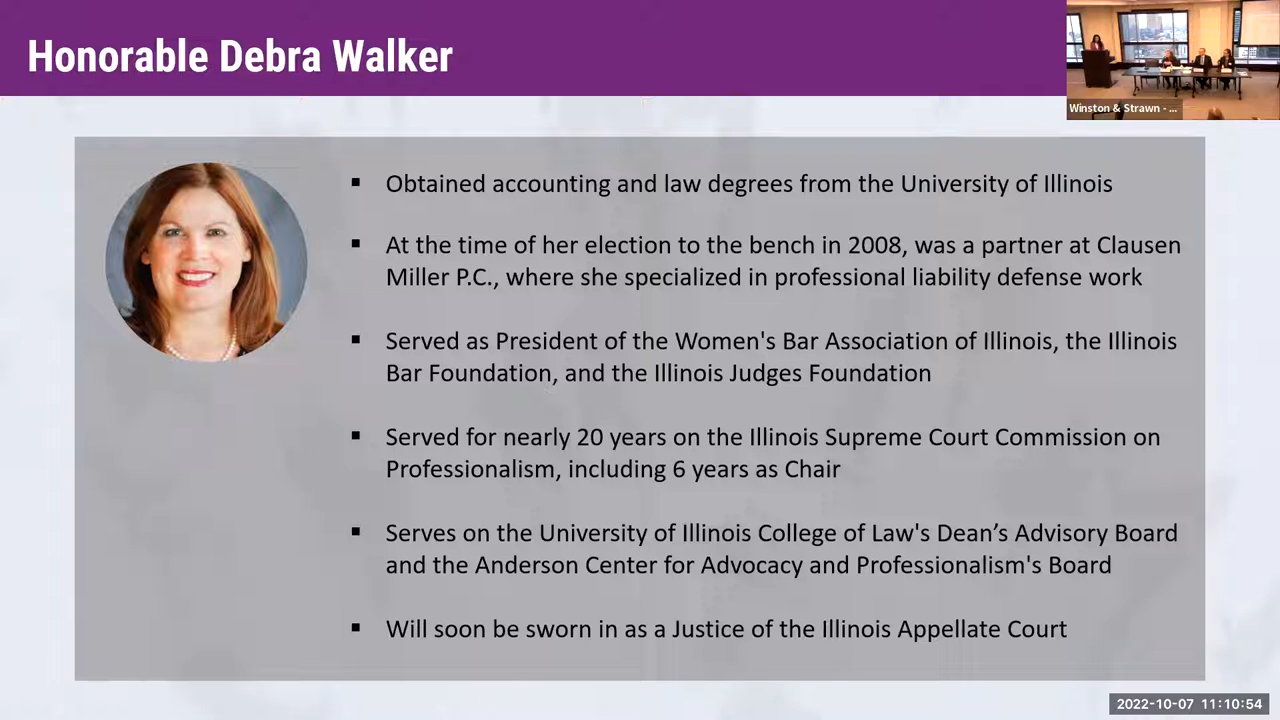 Honorable Debra Walker
Winston & Strawn - ...
▪ Obtained accounting and law degrees from the University of Illinois
▪ At the time of her election to the bench in 2008, was a partner at Clausen
Miller P.C., where she specialized in professional liability defense work
▪ Served as President of the Women's Bar Association of Illinois, the Illinois
Bar Foundation, and the Illinois Judges Foundation
▪ Served for nearly 20 years on the Illinois Supreme Court Commission on
Professionalism, including 6 years as Chair
▪ Serves on the University of Illinois College of Law's Dean’s Advisory Board
and the Anderson Center for Advocacy and Professionalism's Board
▪ Will soon be sworn in as a Justice of the Illinois Appellate Court
2022-10-07 11:10:54